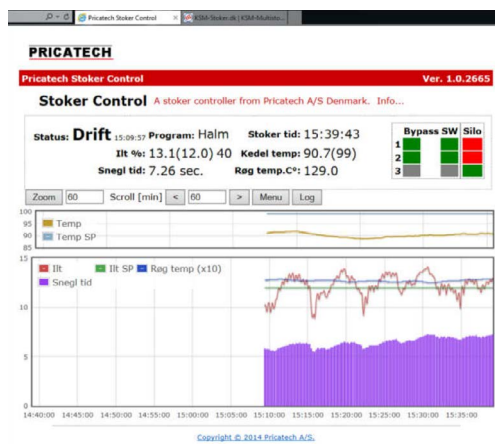 Pricatech Stoker Control
KSM-Stoker.dk | KSM-Multisto...
PRICATECH
Pricatech Stoker Control Ver. 1.0.2665
Stoker Control A stoker controller from Pricatech A/S Denmark. Info...
Status: Drift 15:09:57 Program: Halm Stoker tid: 15:39:43
Ilt %: 13.1(12.0) 40 Kedel temp: 90.7(99)
Snegl tid: 7.26 sec. Røg temp.Cº: 129.0
Bypass SW Silo
1
2
3
Zoom 60 Scroll [min] < 60 > Menu Log
100
95
90
85
Temp
Temp SP
15
10
5
0
Ilt Ilt SP Røg temp (x10)
Snegl tid
14:40:00 14:45:00 14:50:00 14:55:00 15:00:00 15:05:00 15:10:00 15:15:00 15:20:00 15:25:00 15:30:00 15:35:00
Copyright © 2014 Pricatech A/S.